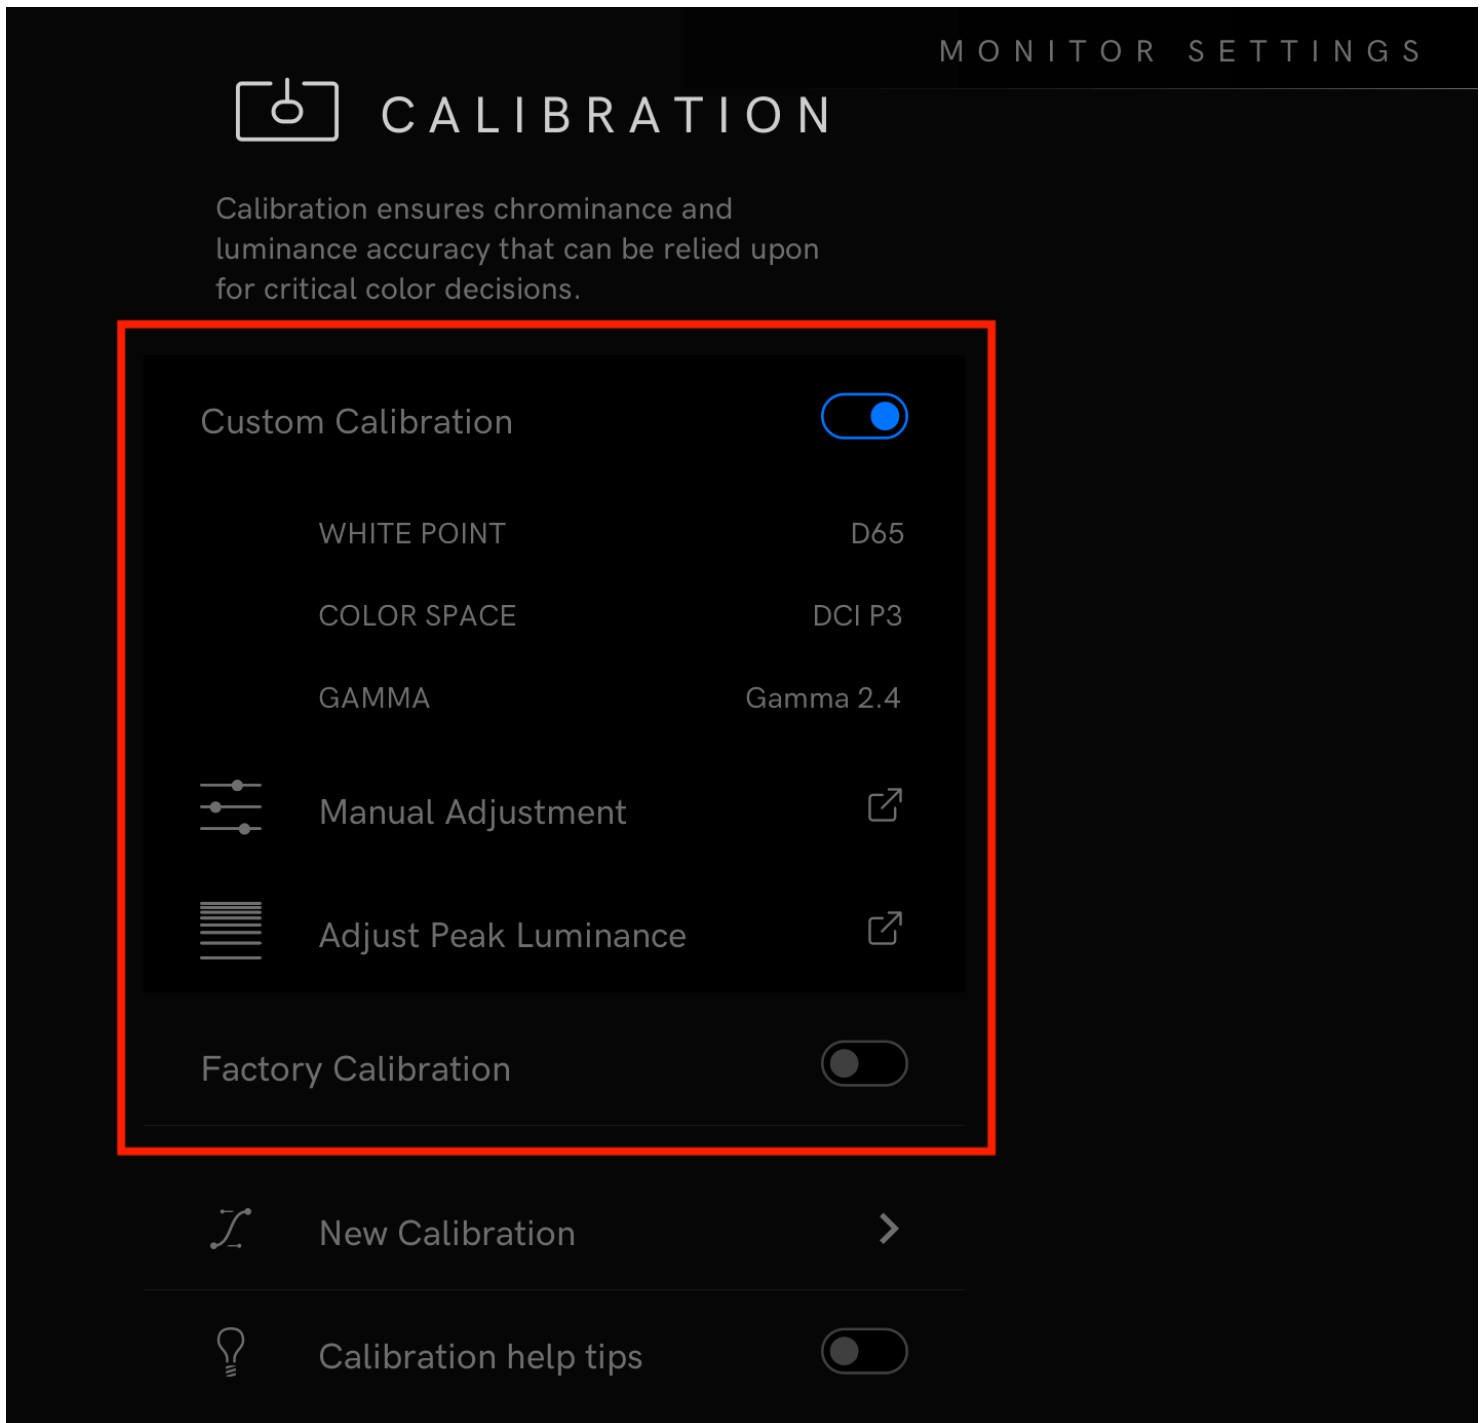 MONITOR SETTINGS
CALIBRATION
Calibration ensures chrominance and
luminance accuracy that can be relied upon
for critical color decisions.
Custom Calibration
WHITE POINT D65
COLOR SPACE DCI P3
GAMMA Gamma 2.4
Manual Adjustment
Adjust Peak Luminance
Factory Calibration
New Calibration
Calibration help tips